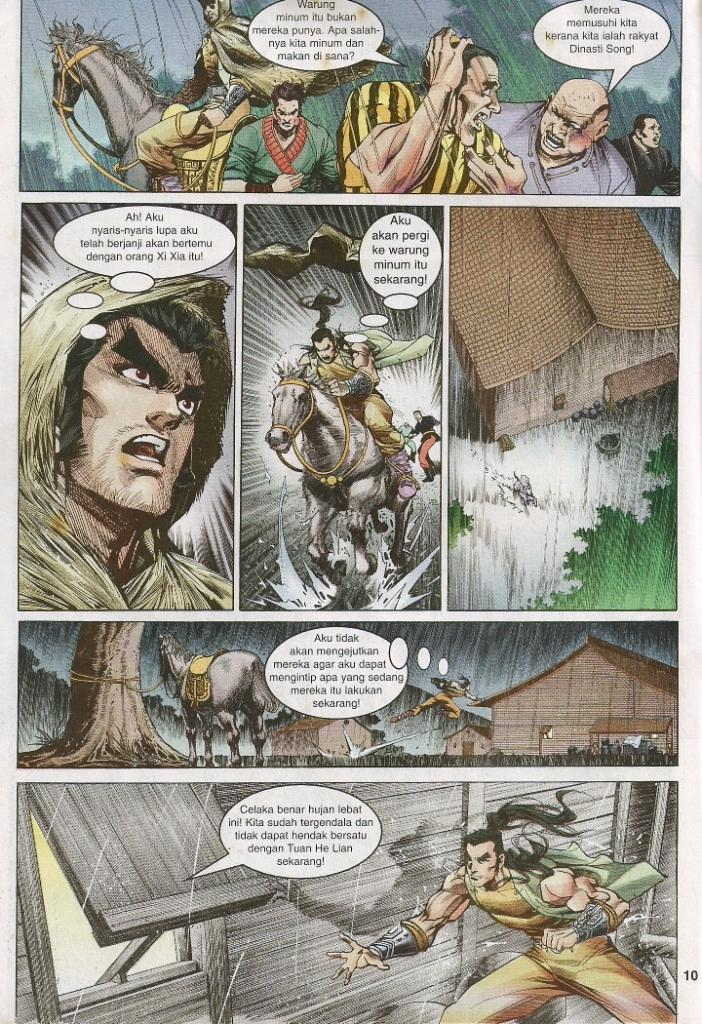 Warung
minum itu bukan
mereka punya. Apa salah-
nya kita minum dan
makan di sana?
Mereka
memusuhi kita
kerana kita ialah rakyat
Dinasti Song!
Ah! Aku
nyaris-nyaris lupa aku
telah berjanji akan bertemu
dengan orang Xi Xia itu!
Aku
akan pergi
ke warung
minum itu
sekarang!
Aku tidak
akan mengejutkan
mereka agar aku dapat
mengintip apa yang sedang
mereka itu lakukan
sekarang!
Celaka benar hujan lebat
ini! Kita sudah tergendala dan
tidak dapat hendak bersatu
dengan Tuan He Lian
sekarang!
10